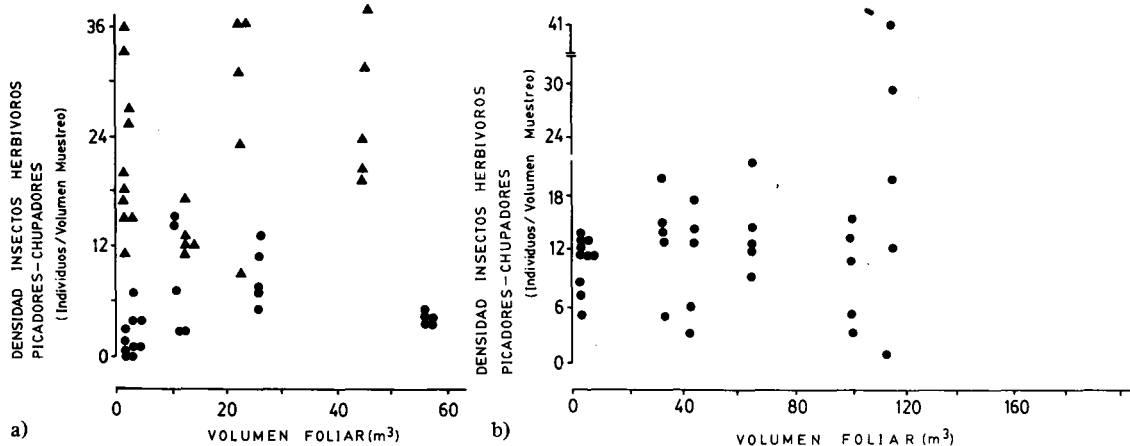 DENSIDAD INSECTOS HERBIVOROS
PICADORES-CHUPADORES
(Individuos/Volumen Muestreo)
36
24
12
0
0
20
40
60
VOLUMEN FOLIAR (m³)
a)
DENSIDAD INSECTOS HERBIVOROS
PICADORES-CHUPADORES
(Individuos/Volumen Muestreo)
41
30
24
18
12
6
0
0
40
80
120
160
VOLUMEN FOLIAR (m³)
b)